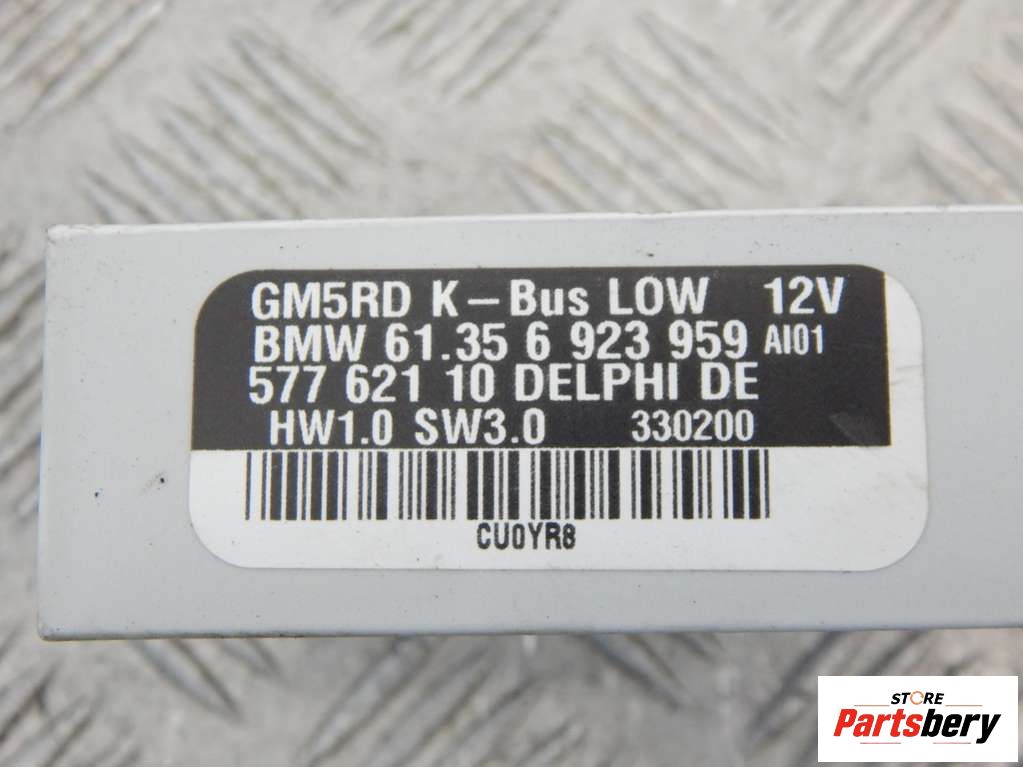 GM5RD K-Bus LOW 12V
BMW 61.35 6 923 959 AI01
577 621 10 DELPHI DE
HW1.0 SW3.0 330200
CU0YR8
STORE
Partsbery